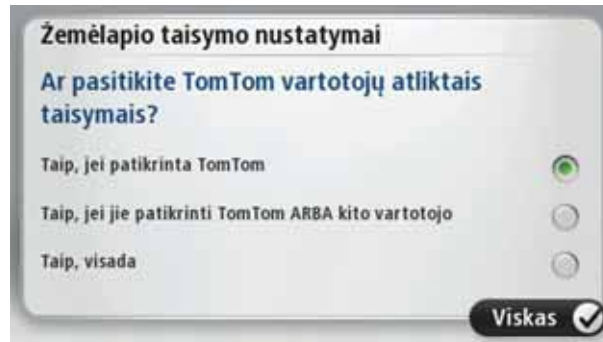 Žemėlapio taisymo nustatymai
Ar pasitikite TomTom vartotojų atliktais
taisymais?
Taip, jei patikrinta TomTom
Taip, jei jie patikrinti TomTom ARBA kito vartotojo
Taip, visada
Viskas